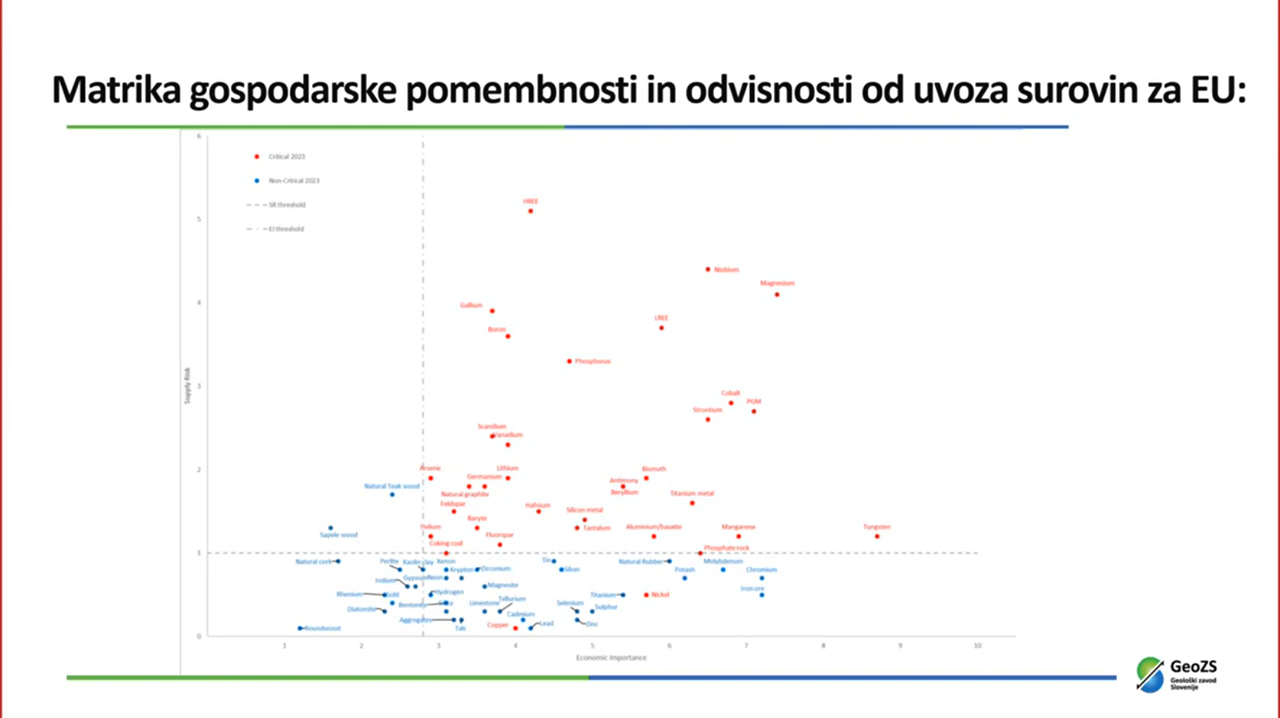 Matrika gospodarske pomembnosti in odvisnosti od uvoza surovin za EU:
6
Critical 2023
Non-Critical 2023
SR threshold
EI threshold
HREE
5
Niobium
Magnesium
4
Gallium
LREE
Boron
Phosphorus
Supply Risk
3
Cobalt
PGM
Strontium
Scandium
Vanadium
2
Arsenic
Lithium
Bismuth
Germanium
Antimony
Natural Teak wood
Natural graphite
Beryllium
Titanium metal
Feldspar
Hafnium
Silicon metal
Baryte
Helium
Tantalum
Aluminium/bauxite
Manganese
Tungsten
Sapele wood
Fluorspar
Coking coal
Phosphate rock
1
Natural cork
Perlite
Kaolin clay
Xenon
Tin
Natural Rubber
Molybdenum
Krypton
Zirconium
Silver
Potash
Chromium
Indium
Gypsum
Neon
Magnesite
Iron ore
Rhenium
Gold
Hydrogen
Titanium
Nickel
Diatomite
Bentonite
Limestone
Tellurium
Selenium
Sulphur
Aggregates
Cadmium
Roundwood
Talc
Copper
Lead
Zinc
0
1 2 3 4 5 6 7 8 9 10
Economic Importance
GeoZS
Geološki zavod
Slovenije